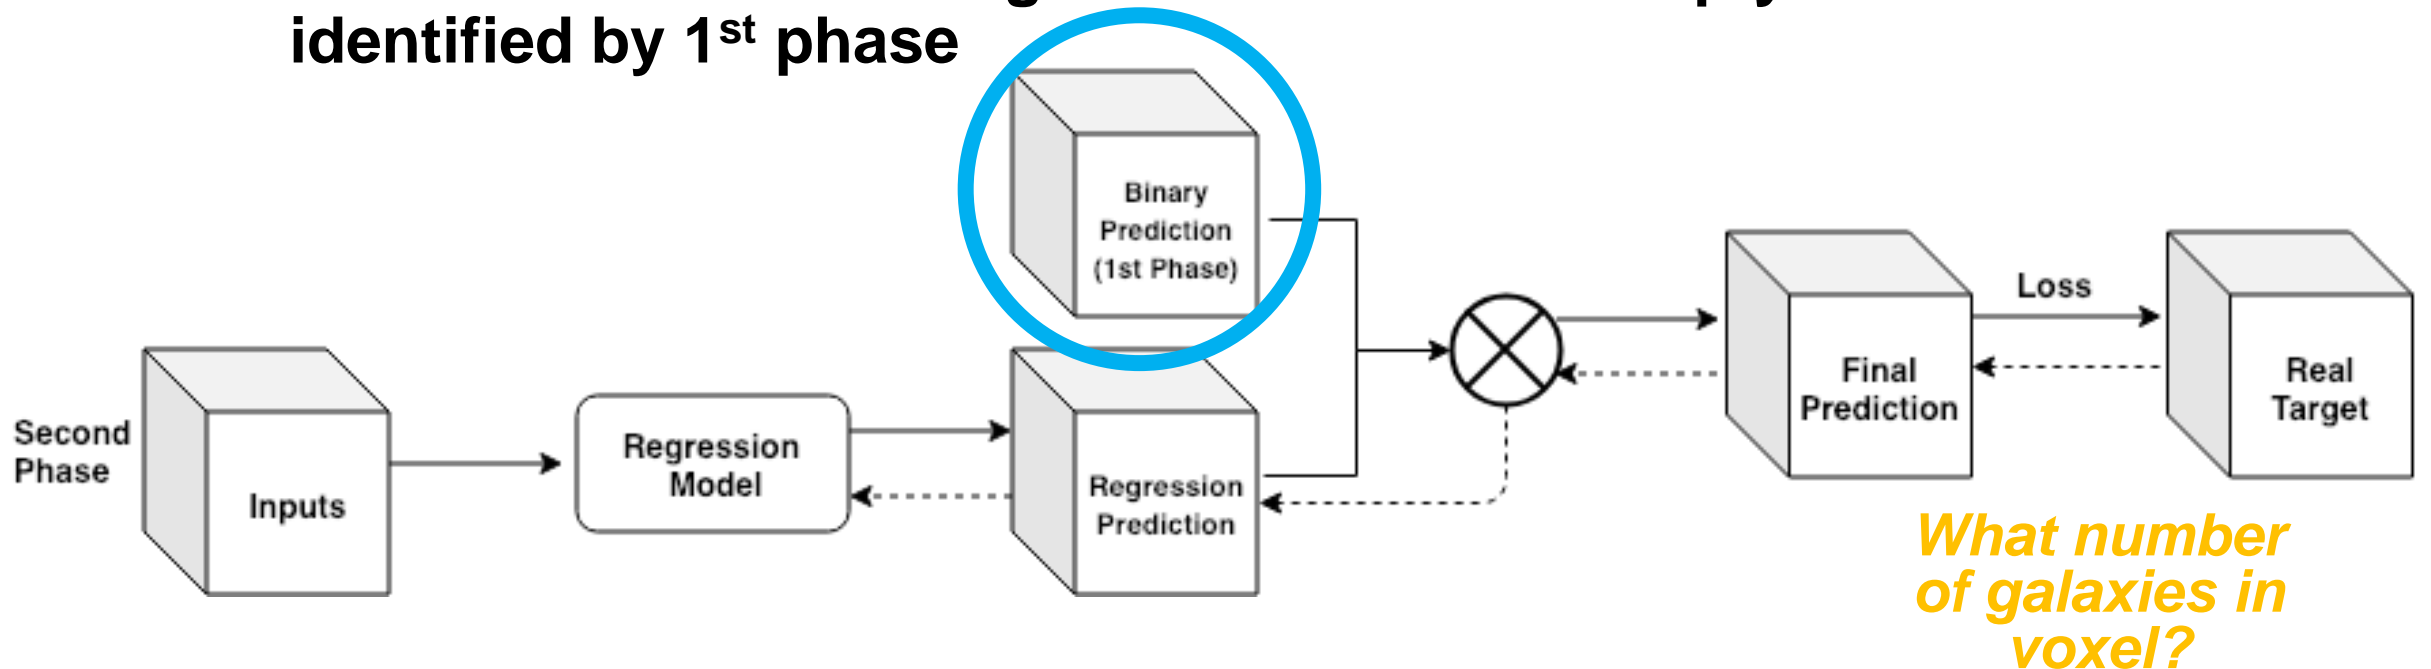 identified by 1st phase
Binary
Prediction
(1st Phase)
Loss
Final
Prediction
Real
Target
Second
Phase
Inputs
Regression
Model
Regression
Prediction
What number
of galaxies in
voxel?